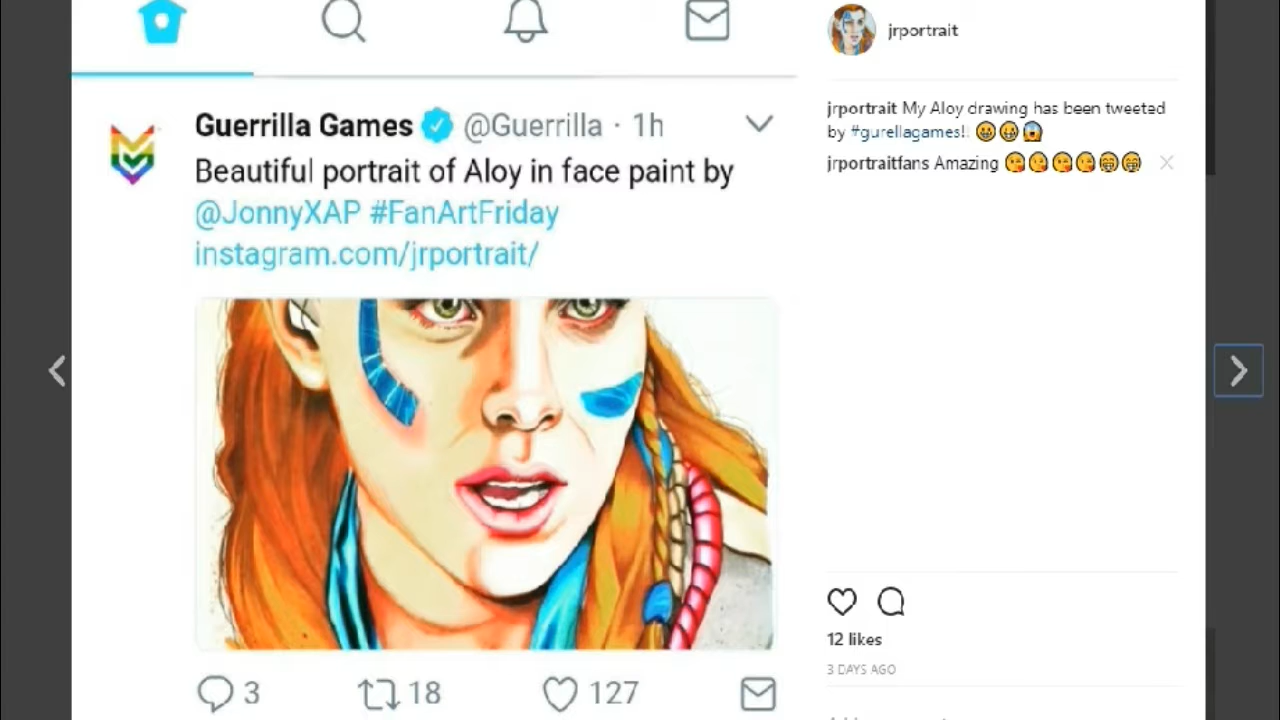 Guerrilla Games @Guerrilla · 1h
Beautiful portrait of Aloy in face paint by
@JonnyXAP #FanArtFriday
instagram.com/jrportrait/
3 18 127
jrportrait
jrportrait My Aloy drawing has been tweeted
by #gurellagames!! 😀😀😱
jrportraitfans Amazing 😘😘😘😘😁😁
12 likes
3 DAYS AGO